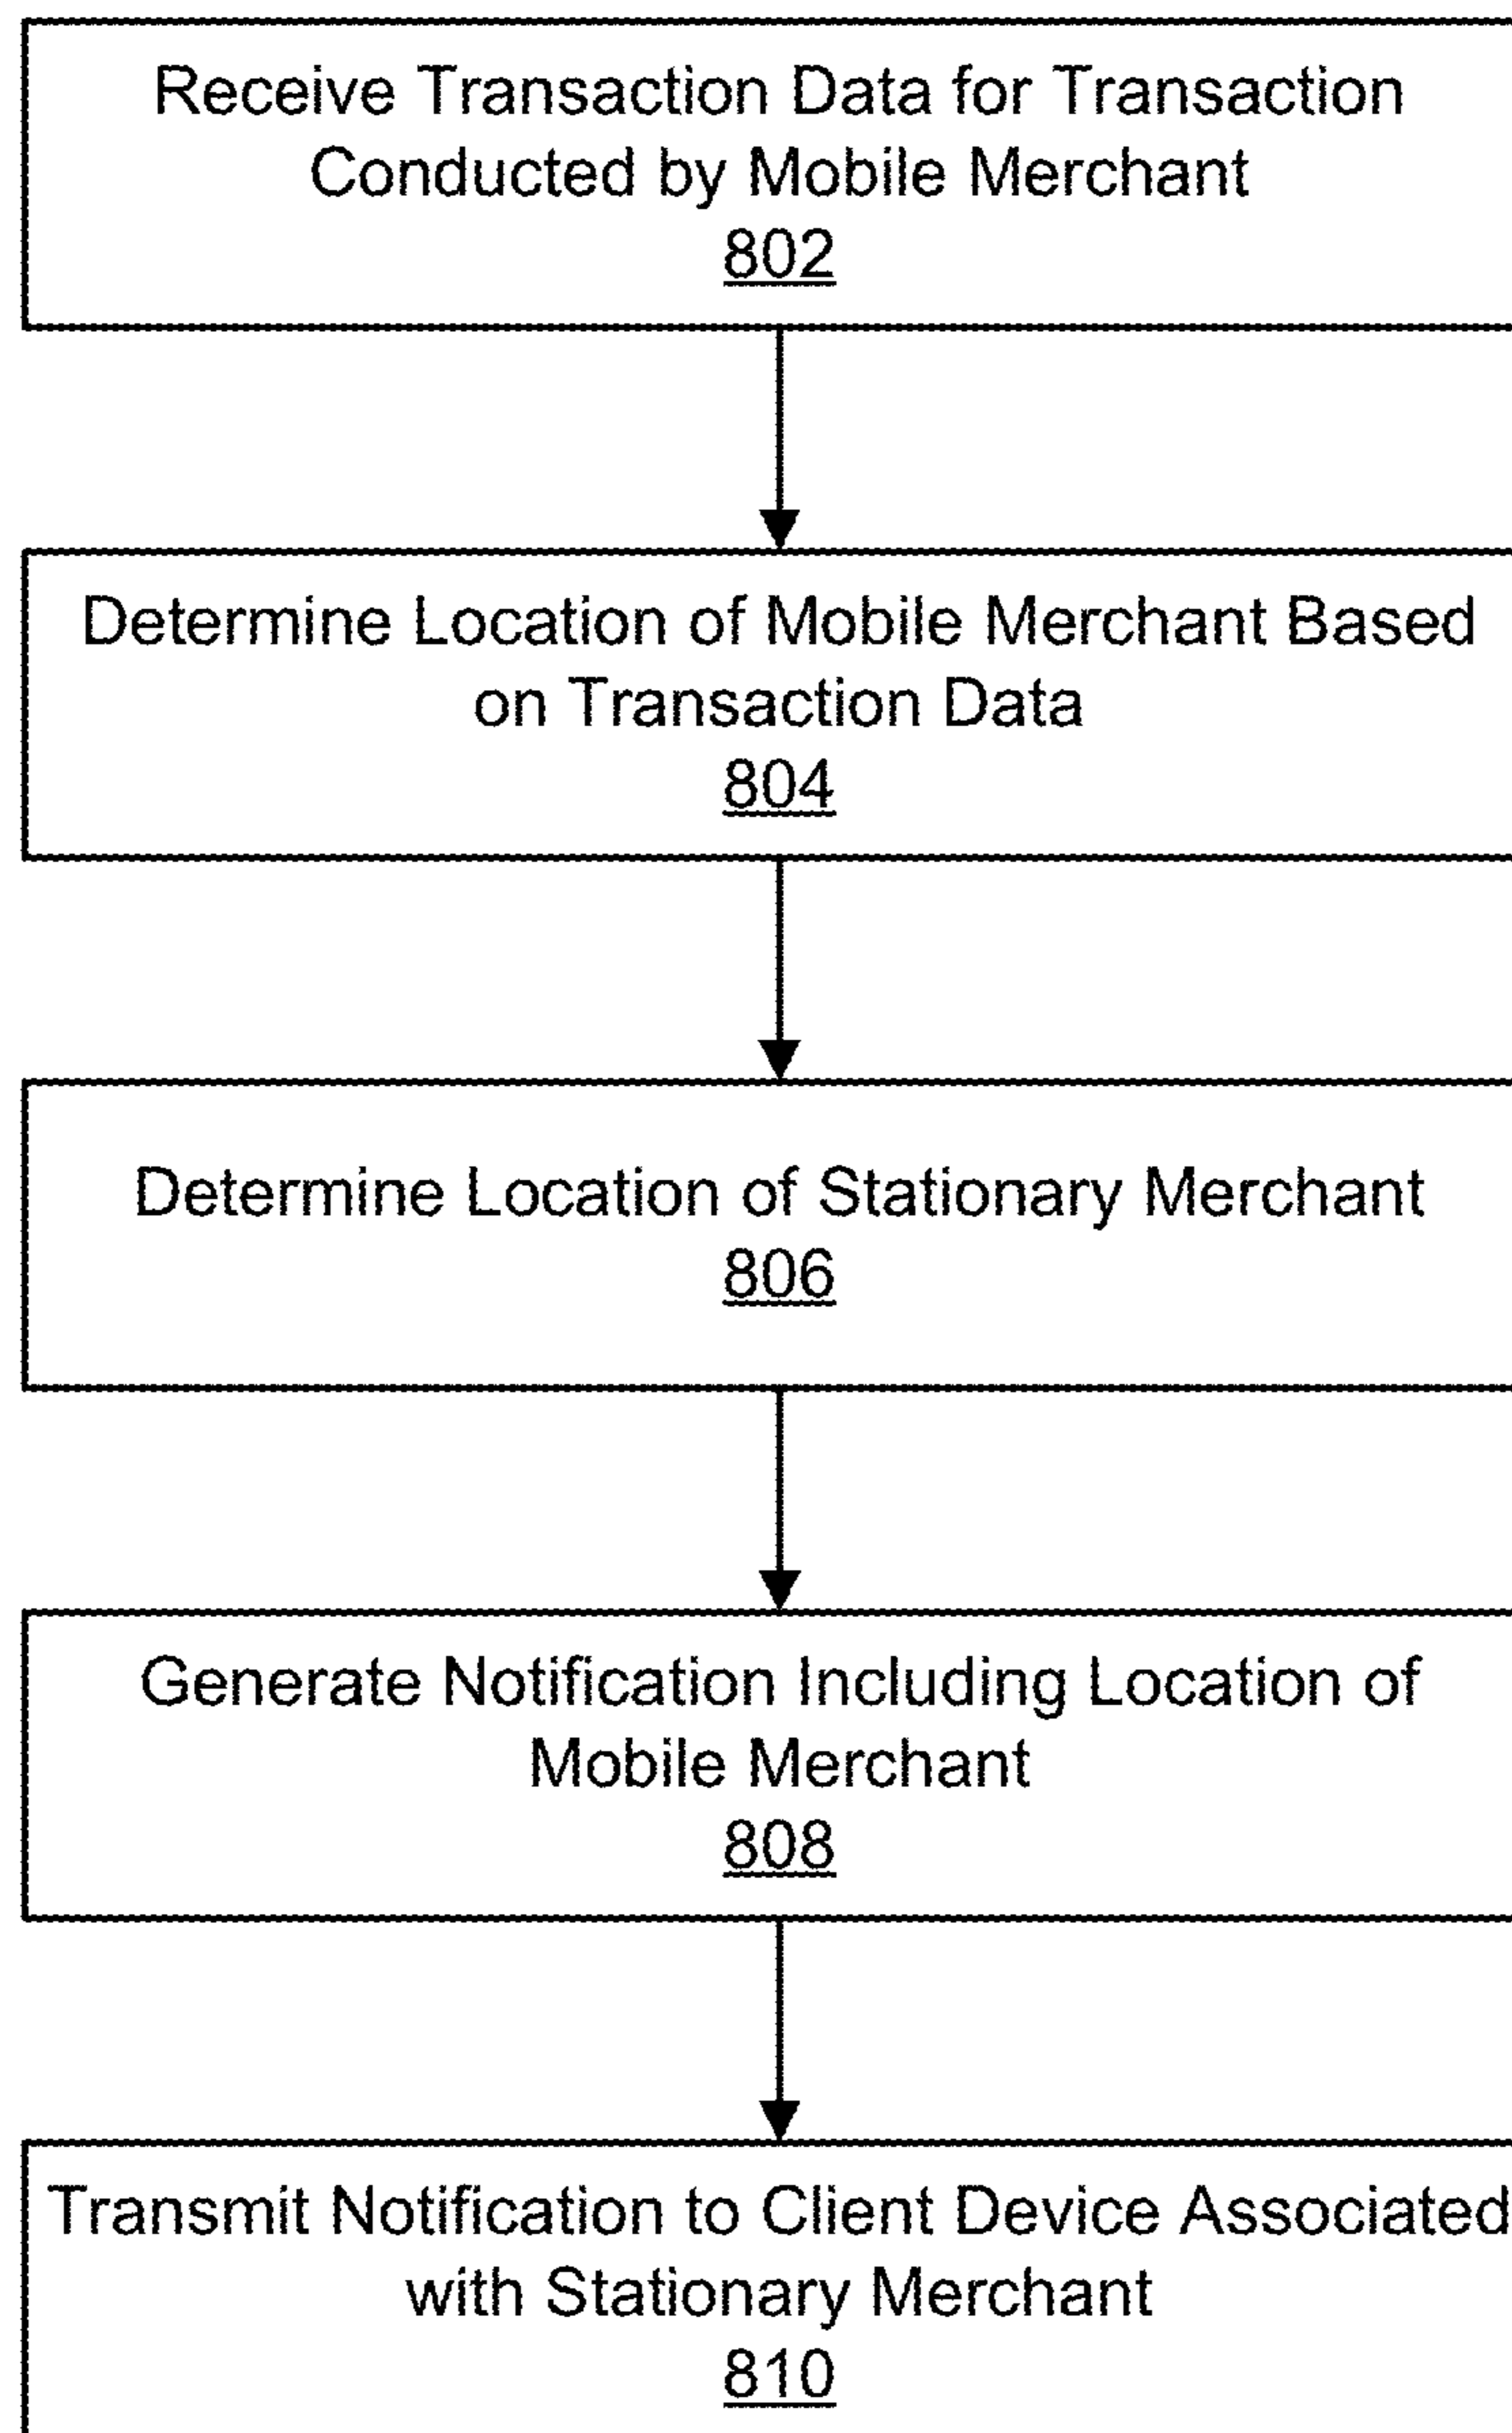 Receive Transaction Data for Transaction
Conducted by Mobile Merchant
802
Determine Location of Mobile Merchant Based
on Transaction Data
804
Determine Location of Stationary Merchant
806
Generate Notification Including Location of
Mobile Merchant
808
Transmit Notification to Client Device Associated
with Stationary Merchant
810